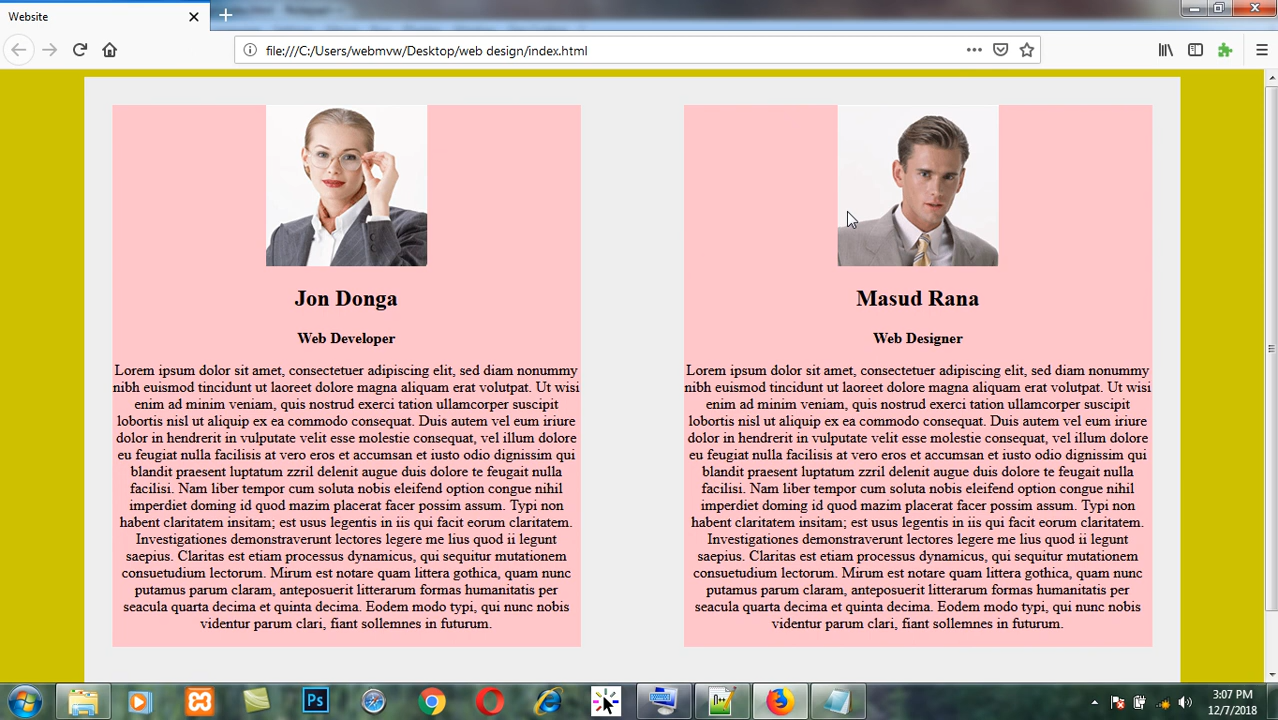 Website
file:///C:/Users/webmvw/Desktop/web design/index.html
Jon Donga
Web Developer
Lorem ipsum dolor sit amet, consectetuer adipiscing elit, sed diam nonummy
nibh euismod tincidunt ut laoreet dolore magna aliquam erat volutpat. Ut wisi
enim ad minim veniam, quis nostrud exerci tation ullamcorper suscipit
lobortis nisl ut aliquip ex ea commodo consequat. Duis autem vel eum iriure
dolor in hendrerit in vulputate velit esse molestie consequat, vel illum dolore
eu feugiat nulla facilisis at vero eros et accumsan et iusto odio dignissim qui
blandit praesent luptatum zzril delenit augue duis dolore te feugait nulla
facilisi. Nam liber tempor cum soluta nobis eleifend option congue nihil
imperdiet doming id quod mazim placerat facer possim assum. Typi non
habent claritatem insitam; est usus legentis in iis qui facit eorum claritatem.
Investigationes demonstraverunt lectores legere me lius quod ii legunt
saepius. Claritas est etiam processus dynamicus, qui sequitur mutationem
consuetudium lectorum. Mirum est notare quam littera gothica, quam nunc
putamus parum claram, anteposuerit litterarum formas humanitatis per
seacula quarta decima et quinta decima. Eodem modo typi, qui nunc nobis
videntur parum clari, fiant sollemnes in futurum.
Masud Rana
Web Designer
Lorem ipsum dolor sit amet, consectetuer adipiscing elit, sed diam nonummy
nibh euismod tincidunt ut laoreet dolore magna aliquam erat volutpat. Ut wisi
enim ad minim veniam, quis nostrud exerci tation ullamcorper suscipit
lobortis nisl ut aliquip ex ea commodo consequat. Duis autem vel eum iriure
dolor in hendrerit in vulputate velit esse molestie consequat, vel illum dolore
eu feugiat nulla facilisis at vero eros et accumsan et iusto odio dignissim qui
blandit praesent luptatum zzril delenit augue duis dolore te feugait nulla
facilisi. Nam liber tempor cum soluta nobis eleifend option congue nihil
imperdiet doming id quod mazim placerat facer possim assum. Typi non
habent claritatem insitam; est usus legentis in iis qui facit eorum claritatem.
Investigationes demonstraverunt lectores legere me lius quod ii legunt
saepius. Claritas est etiam processus dynamicus, qui sequitur mutationem
consuetudium lectorum. Mirum est notare quam littera gothica, quam nunc
putamus parum claram, anteposuerit litterarum formas humanitatis per
seacula quarta decima et quinta decima. Eodem modo typi, qui nunc nobis
videntur parum clari, fiant sollemnes in futurum.
Ps
3:07 PM
12/7/2018